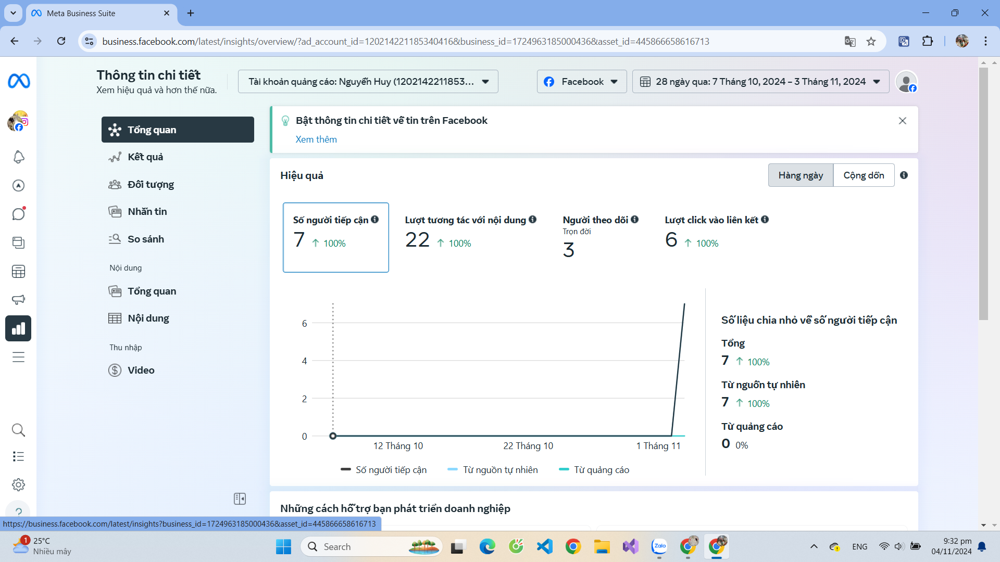 Meta Business Suite
business.facebook.com/latest/insights/overview/?ad_account_id=120214221185340416&business_id=1724963185000436&asset_id=445866658616713
Thông tin chi tiết
Xem hiệu quả và hơn thế nữa.
Tài khoản quảng cáo: Nguyễn Huy (1202142211853...
Facebook
28 ngày qua: 7 Tháng 10, 2024 – 3 Tháng 11, 2024
Tổng quan
Kết quả
Đối tượng
Nhắn tin
So sánh
Nội dung
Tổng quan
Nội dung
Thu nhập
Video
Bật thông tin chi tiết về tin trên Facebook
Xem thêm
Hiệu quả
Hàng ngày
Cộng dồn
Số người tiếp cận
7 100%
Lượt tương tác với nội dung
22 100%
Người theo dõi
Trọn đời
3
Lượt click vào liên kết
6 100%
6
4
2
0
12 Tháng 10
22 Tháng 10
1 Tháng 11
Số người tiếp cận
Từ nguồn tự nhiên
Từ quảng cáo
Số liệu chia nhỏ về số người tiếp cận
Tổng
7 100%
Từ nguồn tự nhiên
7 100%
Từ quảng cáo
0 0%
Những cách hỗ trợ bạn phát triển doanh nghiệp
https://business.facebook.com/latest/insights?business_id=1724963185000436&asset_id=445866658616713
1
25°C
Nhiều mây
Search
Zalo
ENG
9:32 pm
04/11/2024